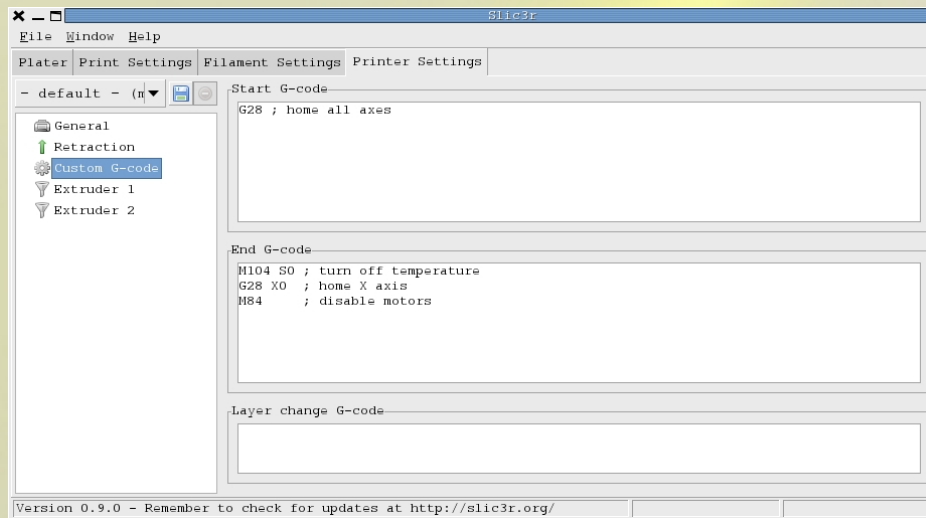 Slic3r
File Window Help
Plater Print Settings Filament Settings Printer Settings
- default - (m
General
Retraction
Custom G-code
Extruder 1
Extruder 2
Start G-code
G28 ; home all axes
End G-code
M104 S0 ; turn off temperature
G28 X0  ; home X axis
M84     ; disable motors
Layer change G-code
Version 0.9.0 - Remember to check for updates at http://slic3r.org/